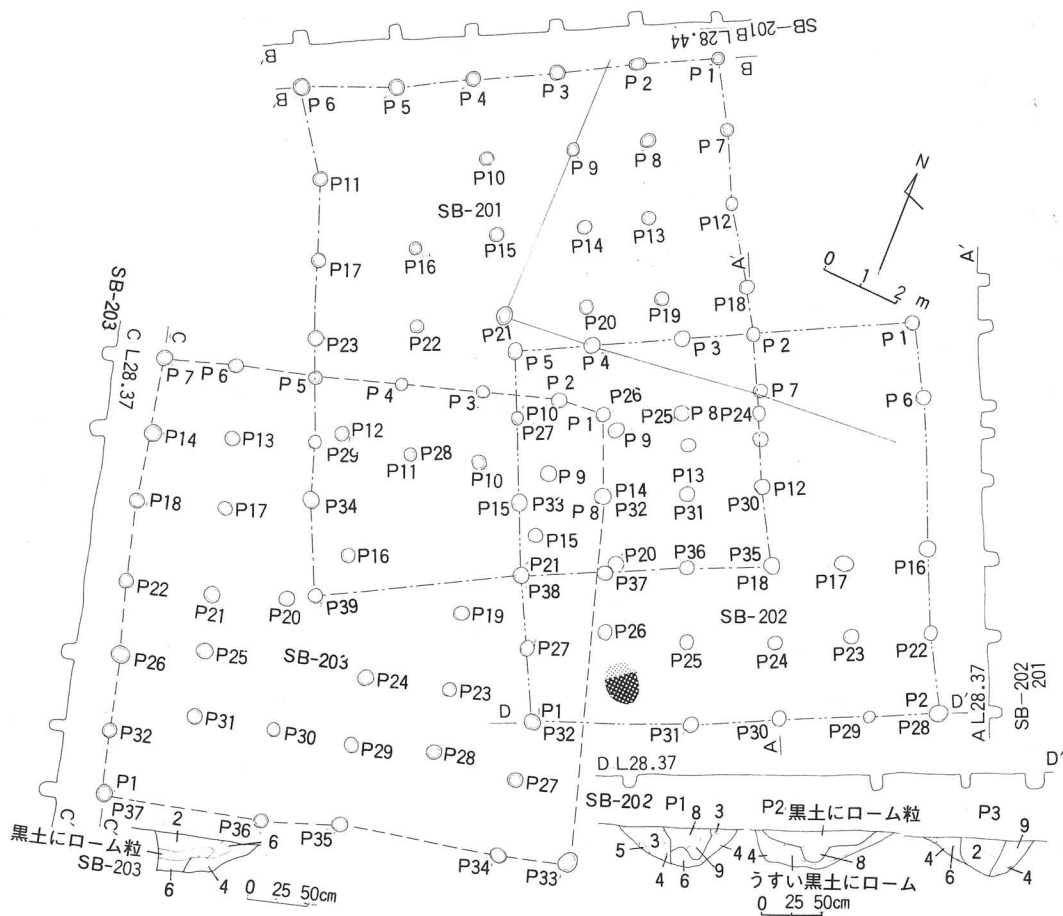 SB-201B L28.44
B' B
B' P6 P5 P4 P3 P2 P1 B
P11 P10 P9 P8 P7
SB-201
P17 P16 P15 P14 P13 P12
N
0 1 2 m
A' A'
P23 P22 P21 P20 P19 P18
SB-203
C L28.37
C
P7 P6 P5 P4 P3 P2 P1
P5 P4 P3 P2 P1
P26 P25 P8 P24 P7 P6
P10
P27
P9
P14 P13 P12 P11 P28 P10 P9
P29
P13
P18 P17 P34 P15 P33 P8 P14 P32 P31 P30 P12
P16 P15
P22 P21 P20 P39 P21 P38 P20 P37 P36 P35 P18 P17 P16
P19
SB-202
P26 P25 SB-203 P24 P23 P27 P26 P25 P24 P23 P22
P32 P31 P30 P29 P28 P27
D P1 P32 P31 P30 P29 P2 P28 D'
A
A L28.37
SB-202
201
P1
P37 P36 P35 P34 P33
C' C'
D L28.37 D'
SB-202 P1 P2 黒土にローム粒 P3
8 3 5 3 4 6 9 4
4 8
うすい黒土にローム
4 6 2 9 4
0 25 50cm
黒土にローム粒
SB-203
2 6 6 4
0 25 50cm